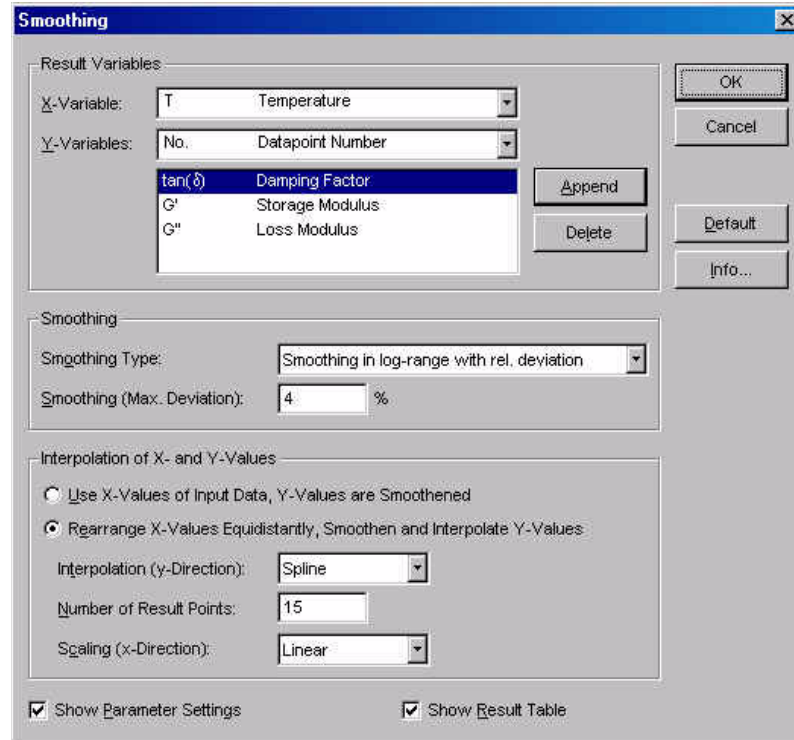 Smoothing
Result Variables
X-Variable: T Temperature
Y-Variables: No. Datapoint Number
tan(δ) Damping Factor
G' Storage Modulus
G" Loss Modulus
Append
Delete
OK
Cancel
Default
Info...
Smoothing
Smoothing Type: Smoothing in log-range with rel. deviation
Smoothing (Max. Deviation): 4 %
Interpolation of X- and Y-Values
Use X-Values of Input Data, Y-Values are Smoothened
Rearrange X-Values Equidistantly, Smoothen and Interpolate Y-Values
Interpolation (y-Direction): Spline
Number of Result Points: 15
Scaling (x-Direction): Linear
Show Parameter Settings
Show Result Table